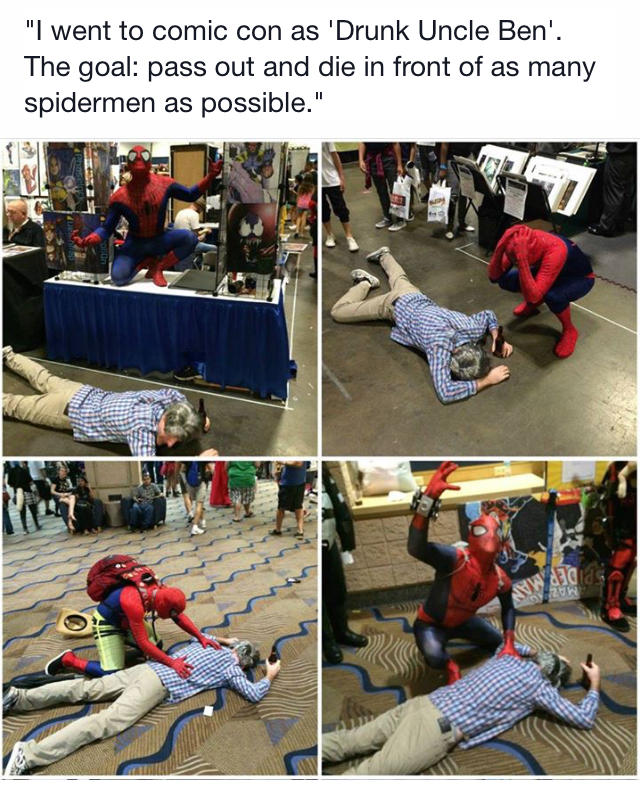 "I went to comic con as 'Drunk Uncle Ben'.
The goal: pass out and die in front of as many
spidermen as possible."